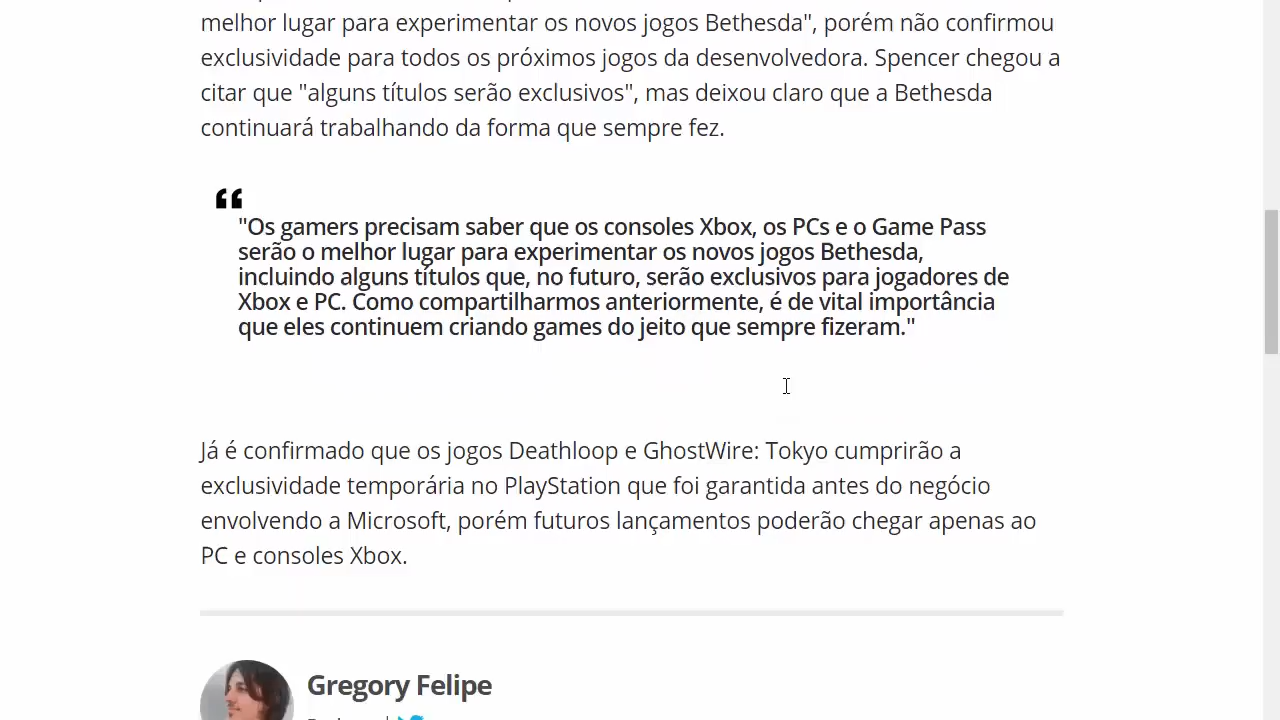 melhor lugar para experimentar os novos jogos Bethesda", porém não confirmou
exclusividade para todos os próximos jogos da desenvolvedora. Spencer chegou a
citar que "alguns títulos serão exclusivos", mas deixou claro que a Bethesda
continuará trabalhando da forma que sempre fez.
"Os gamers precisam saber que os consoles Xbox, os PCs e o Game Pass
serão o melhor lugar para experimentar os novos jogos Bethesda,
incluindo alguns títulos que, no futuro, serão exclusivos para jogadores de
Xbox e PC. Como compartilharmos anteriormente, é de vital importância
que eles continuem criando games do jeito que sempre fizeram."
Já é confirmado que os jogos Deathloop e GhostWire: Tokyo cumprirão a
exclusividade temporária no PlayStation que foi garantida antes do negócio
envolvendo a Microsoft, porém futuros lançamentos poderão chegar apenas ao
PC e consoles Xbox.
Gregory Felipe